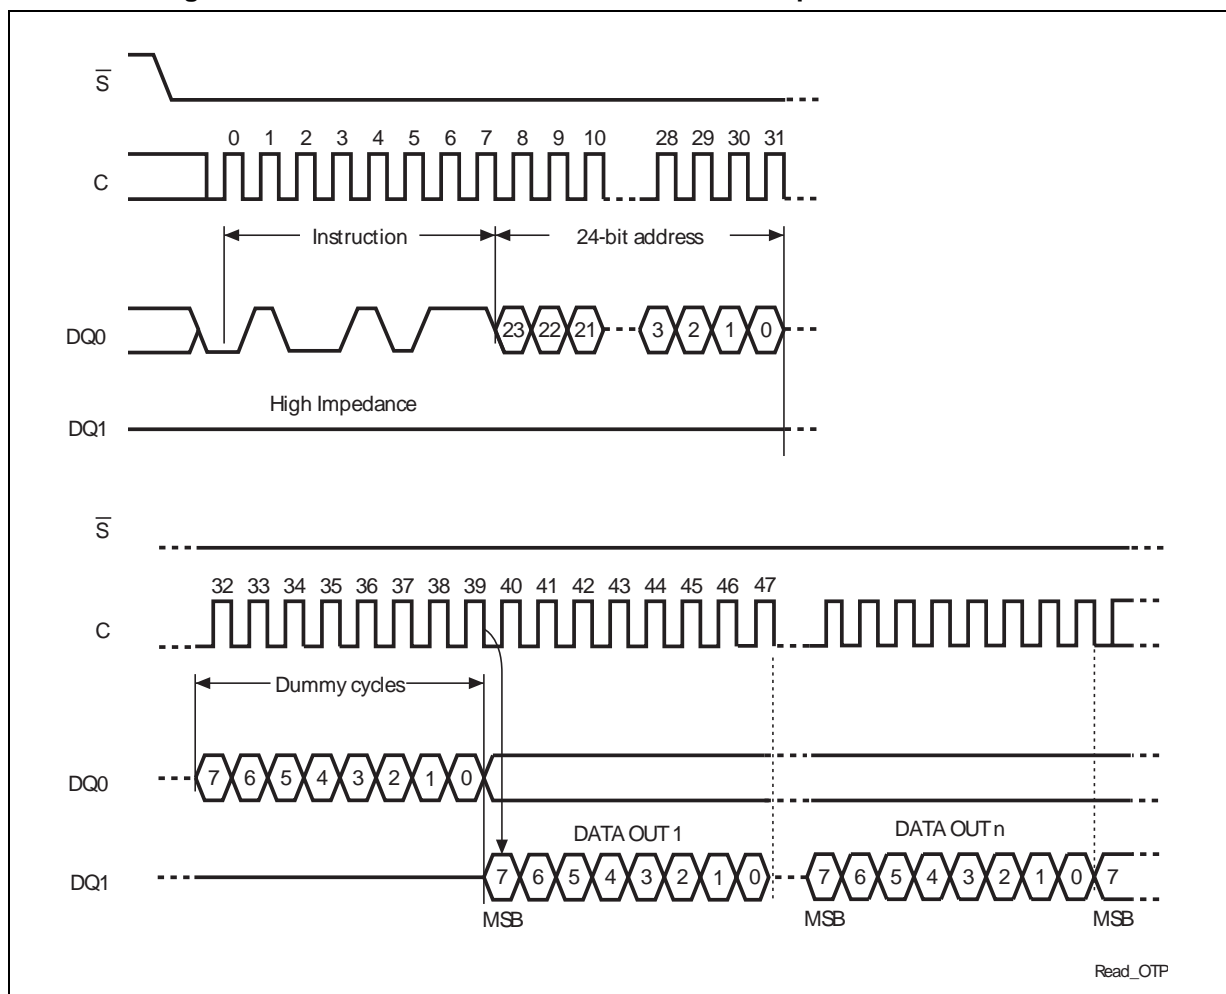 S
0 1 2 3 4 5 6 7 8 9 10 28 29 30 31
C
Instruction 24-bit address
DQ0 23 22 21 3 2 1 0
High Impedance
DQ1
S
32 33 34 35 36 37 38 39 40 41 42 43 44 45 46 47
C
Dummy cycles
DQ0 7 6 5 4 3 2 1 0
DATA OUT 1 DATA OUT n
DQ1 7 6 5 4 3 2 1 0 7 6 5 4 3 2 1 0 7
MSB MSB MSB
Read_OTP